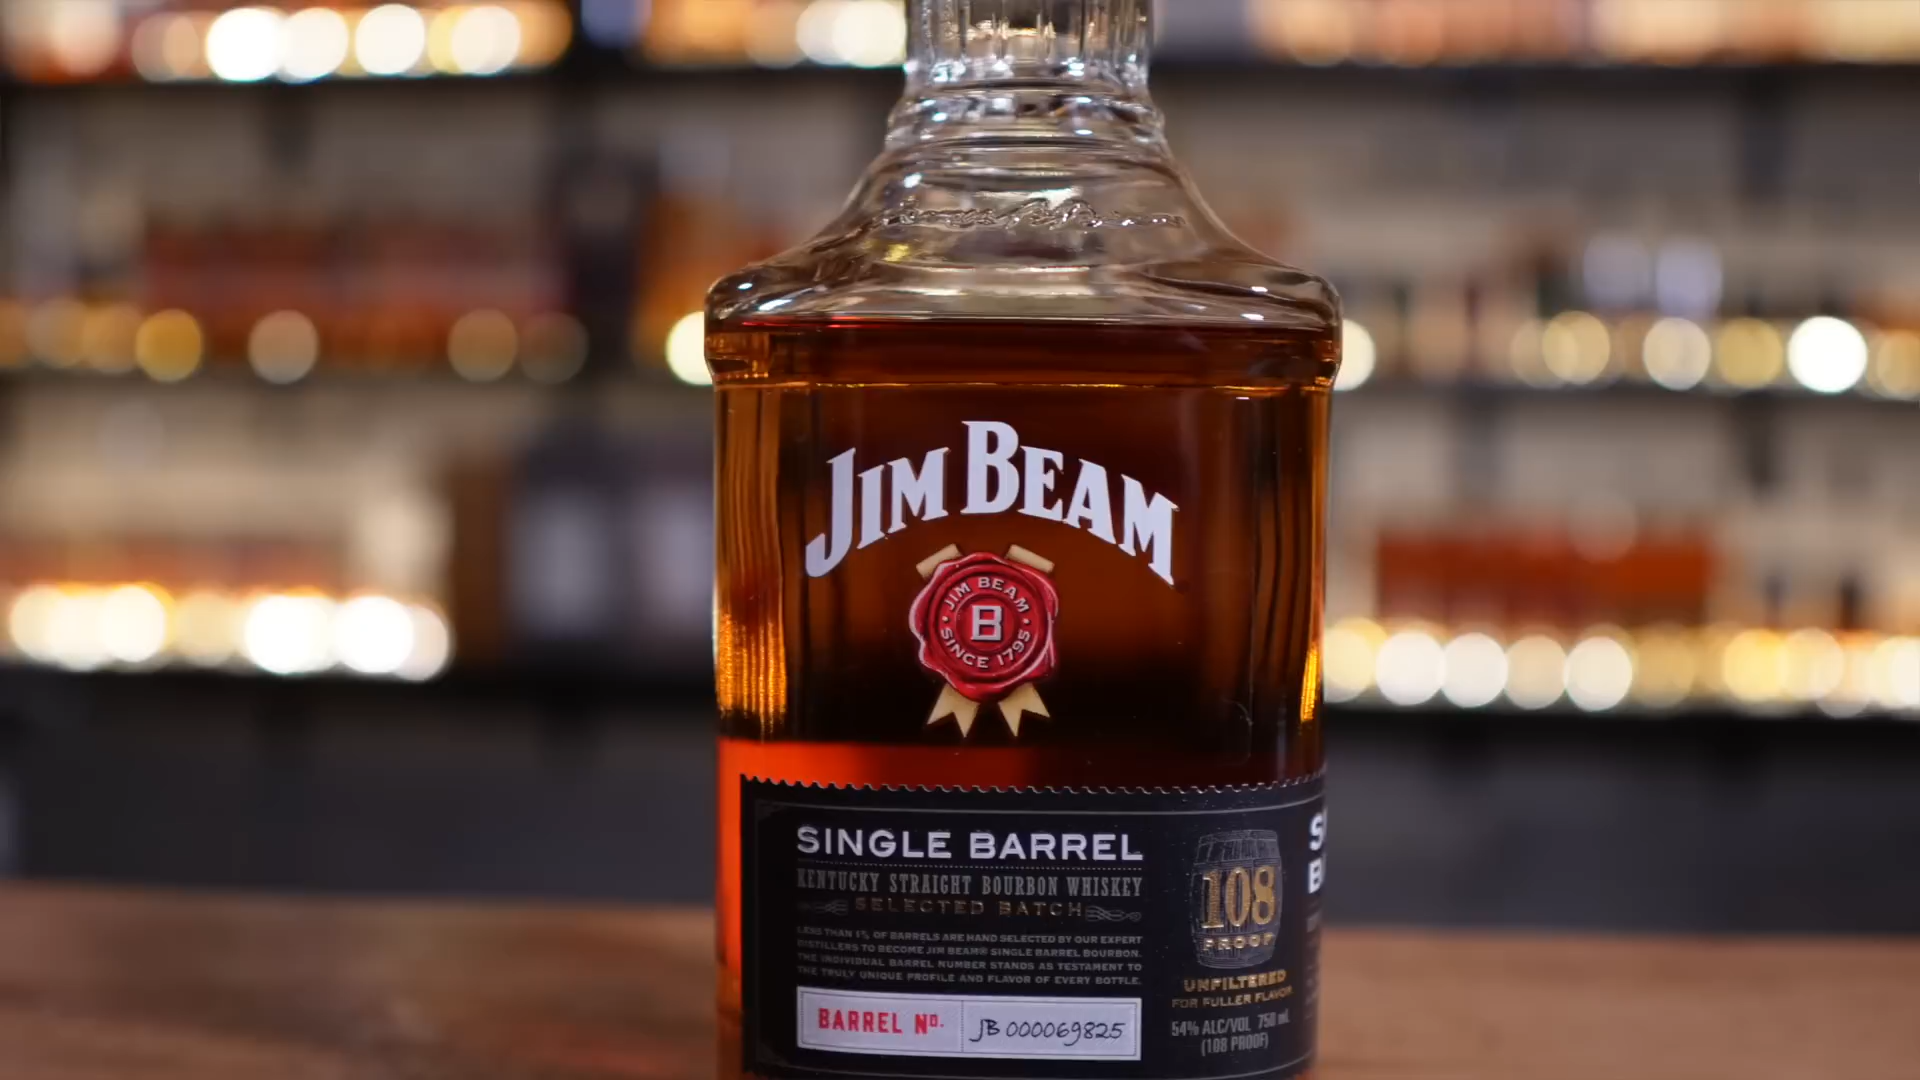 JIM BEAM
JIM BEAM
B
SINCE 1795
SINGLE BARREL
KENTUCKY STRAIGHT BOURBON WHISKEY
SELECTED BATCH
LESS THAN 1% OF BARRELS ARE HAND SELECTED BY OUR EXPERT
DISTILLERS TO BECOME JIM BEAM® SINGLE BARREL BOURBON.
THE INDIVIDUAL BARREL NUMBER STANDS AS TESTAMENT TO
THE TRULY UNIQUE PROFILE AND FLAVOR OF EVERY BOTTLE.
BARREL No. JB000069825
108
PROOF
UNFILTERED
FOR FULLER FLAVOR
54% ALC/VOL 750 mL
(108 PROOF)